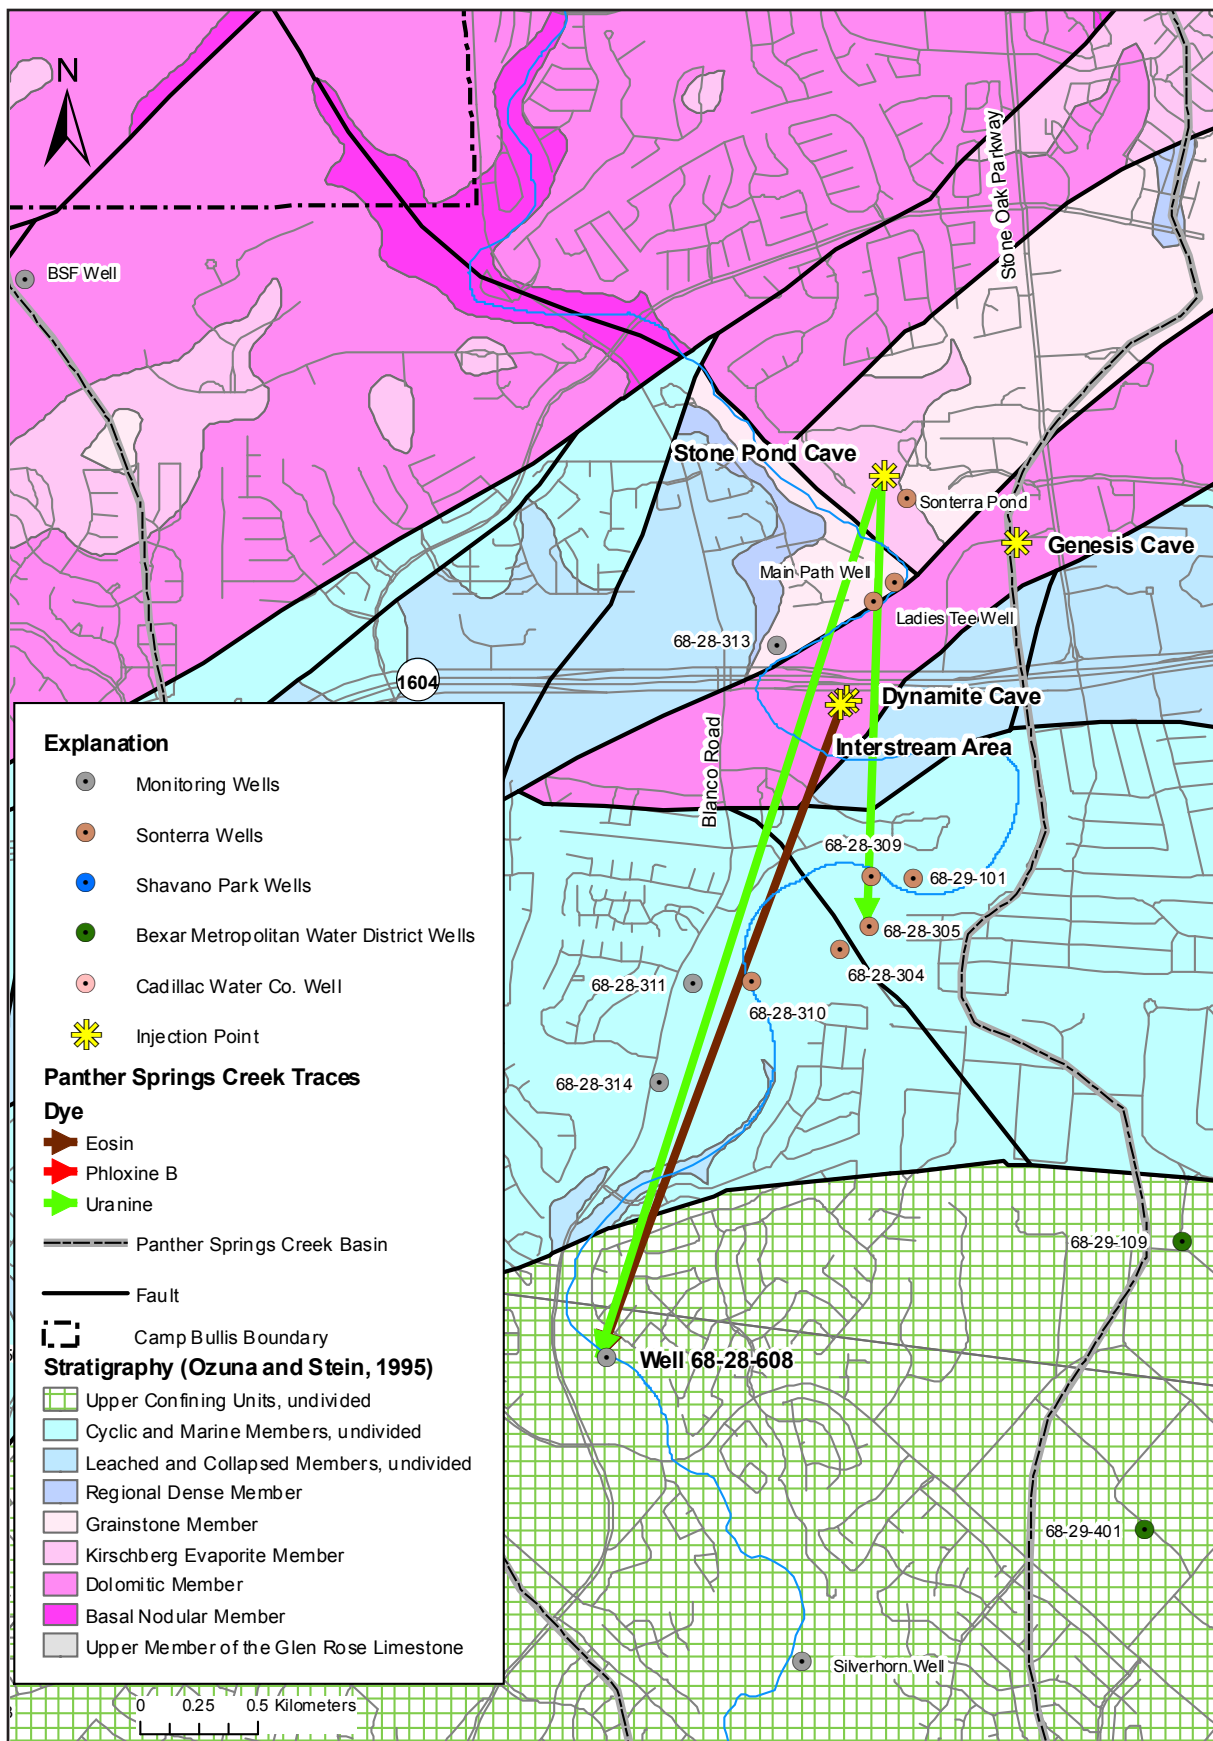 N
Stone Oak Parkway
BSF Well
Stone Pond Cave
Sonterra Pond
Genesis Cave
Main Path Well
Ladies Tee Well
68-28-313
1604
Dynamite Cave
Interstream Area
Blanco Road
68-28-309
68-29-101
68-28-305
68-28-304
68-28-311
68-28-310
68-28-314
68-29-109
Well 68-28-608
68-29-401
Silverhorn Well
Explanation
Monitoring Wells
Sonterra Wells
Shavano Park Wells
Bexar Metropolitan Water District Wells
Cadillac Water Co. Well
Injection Point
Panther Springs Creek Traces
Dye
Eosin
Phloxine B
Uranine
Panther Springs Creek Basin
Fault
Camp Bullis Boundary
Stratigraphy (Ozuna and Stein, 1995)
Upper Confining Units, undivided
Cyclic and Marine Members, undivided
Leached and Collapsed Members, undivided
Regional Dense Member
Grainstone Member
Kirschberg Evaporite Member
Dolomitic Member
Basal Nodular Member
Upper Member of the Glen Rose Limestone
0 0.25 0.5 Kilometers